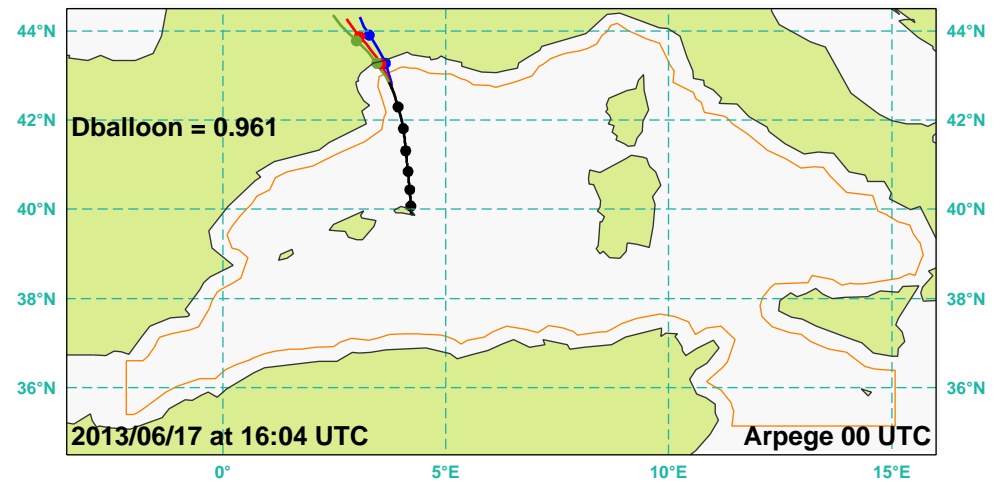 44°N 44°N
42°N 42°N
Dballoon = 0.961
40°N 40°N
38°N 38°N
36°N 36°N
2013/06/17 at 16:04 UTC Arpege 00 UTC
0° 5°E 10°E 15°E